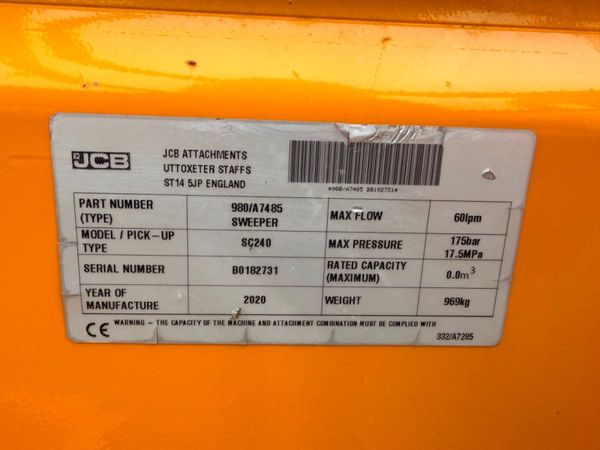 JCB
JCB ATTACHMENTS
UTTOXETER STAFFS
ST14 5JP ENGLAND
*980/A7485 B0182731*
PART NUMBER (TYPE) 980/A7485 SWEEPER MAX FLOW 60lpm
MODEL / PICK-UP TYPE SC240 MAX PRESSURE 175bar 17.5MPa
SERIAL NUMBER B0182731 RATED CAPACITY (MAXIMUM) 0.0m³
YEAR OF MANUFACTURE 2020 WEIGHT 969kg
CE WARNING – THE CAPACITY OF THE MACHINE AND ATTACHMENT COMBINATION MUST BE COMPLIED WITH
332/A7285